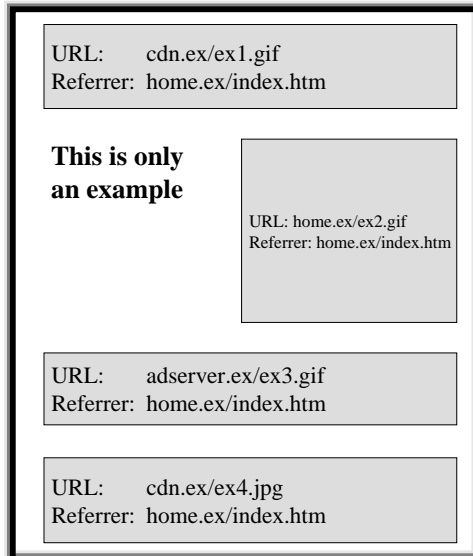 URL: cdn.ex/ex1.gif
Referrer: home.ex/index.htm
This is only
an example
URL: home.ex/ex2.gif
Referrer: home.ex/index.htm
URL: adserver.ex/ex3.gif
Referrer: home.ex/index.htm
URL: cdn.ex/ex4.jpg
Referrer: home.ex/index.htm